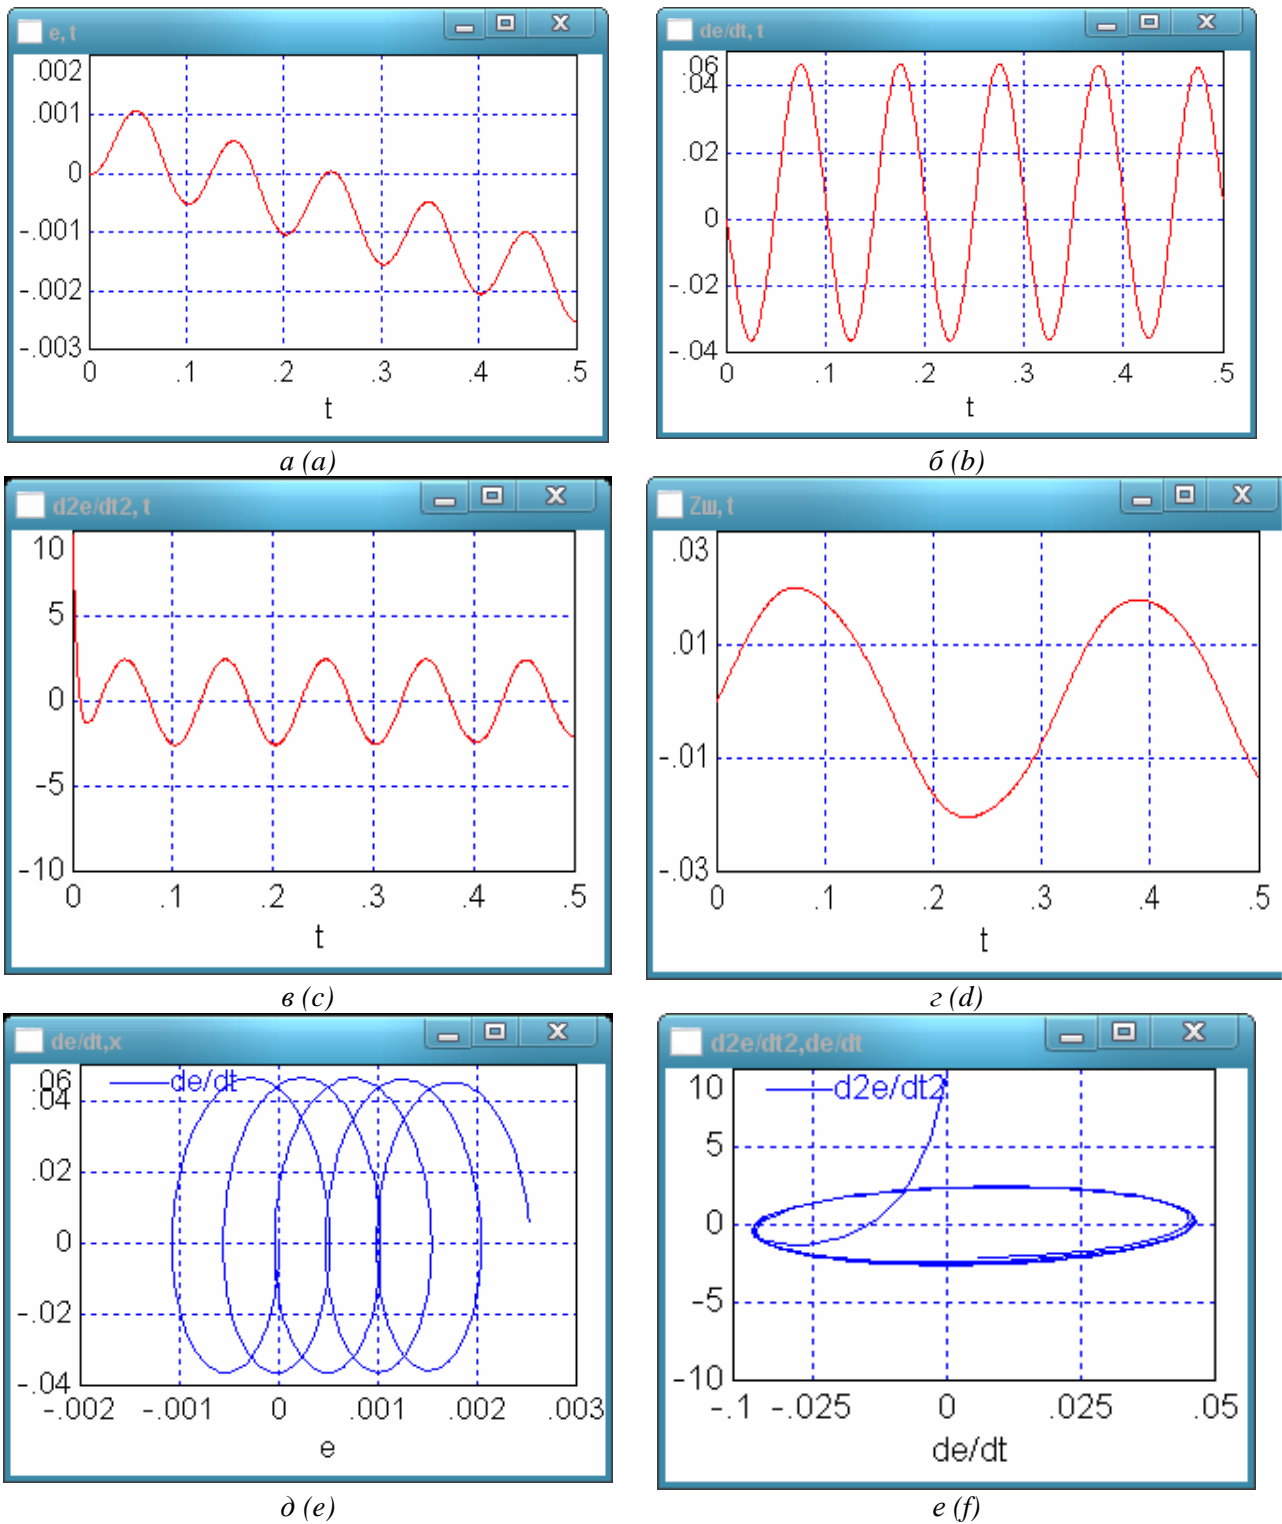 e, t
.002
.001
0
-.001
-.002
-.003
0 .1 .2 .3 .4 .5
t
а (a)
de/dt, t
.06
.04
.02
0
-.02
-.04
0 .1 .2 .3 .4 .5
t
б (b)
d2e/dt2, t
10
5
0
-5
-10
0 .1 .2 .3 .4 .5
t
в (c)
Zш, t
.03
.01
-.01
-.03
0 .1 .2 .3 .4 .5
t
г (d)
de/dt,x
de/dt
.06
.04
.02
0
-.02
-.04
-.002 -.001 0 .001 .002 .003
e
д (e)
d2e/dt2,de/dt
d2e/dt2
10
5
0
-5
-10
-.1 -.025 0 .025 .05
de/dt
е (f)